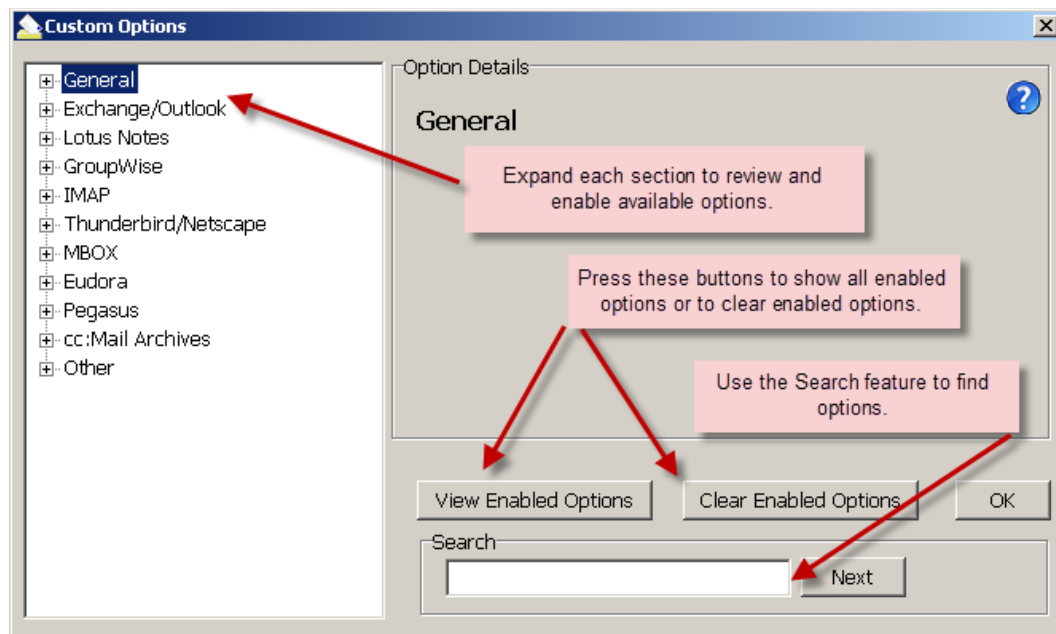 Custom Options
General
Exchange/Outlook
Lotus Notes
GroupWise
IMAP
Thunderbird/Netscape
MBOX
Eudora
Pegasus
cc:Mail Archives
Other
Option Details
General
Expand each section to review and
enable available options.
Press these buttons to show all enabled
options or to clear enabled options.
Use the Search feature to find
options.
View Enabled Options
Clear Enabled Options
OK
Search
Next